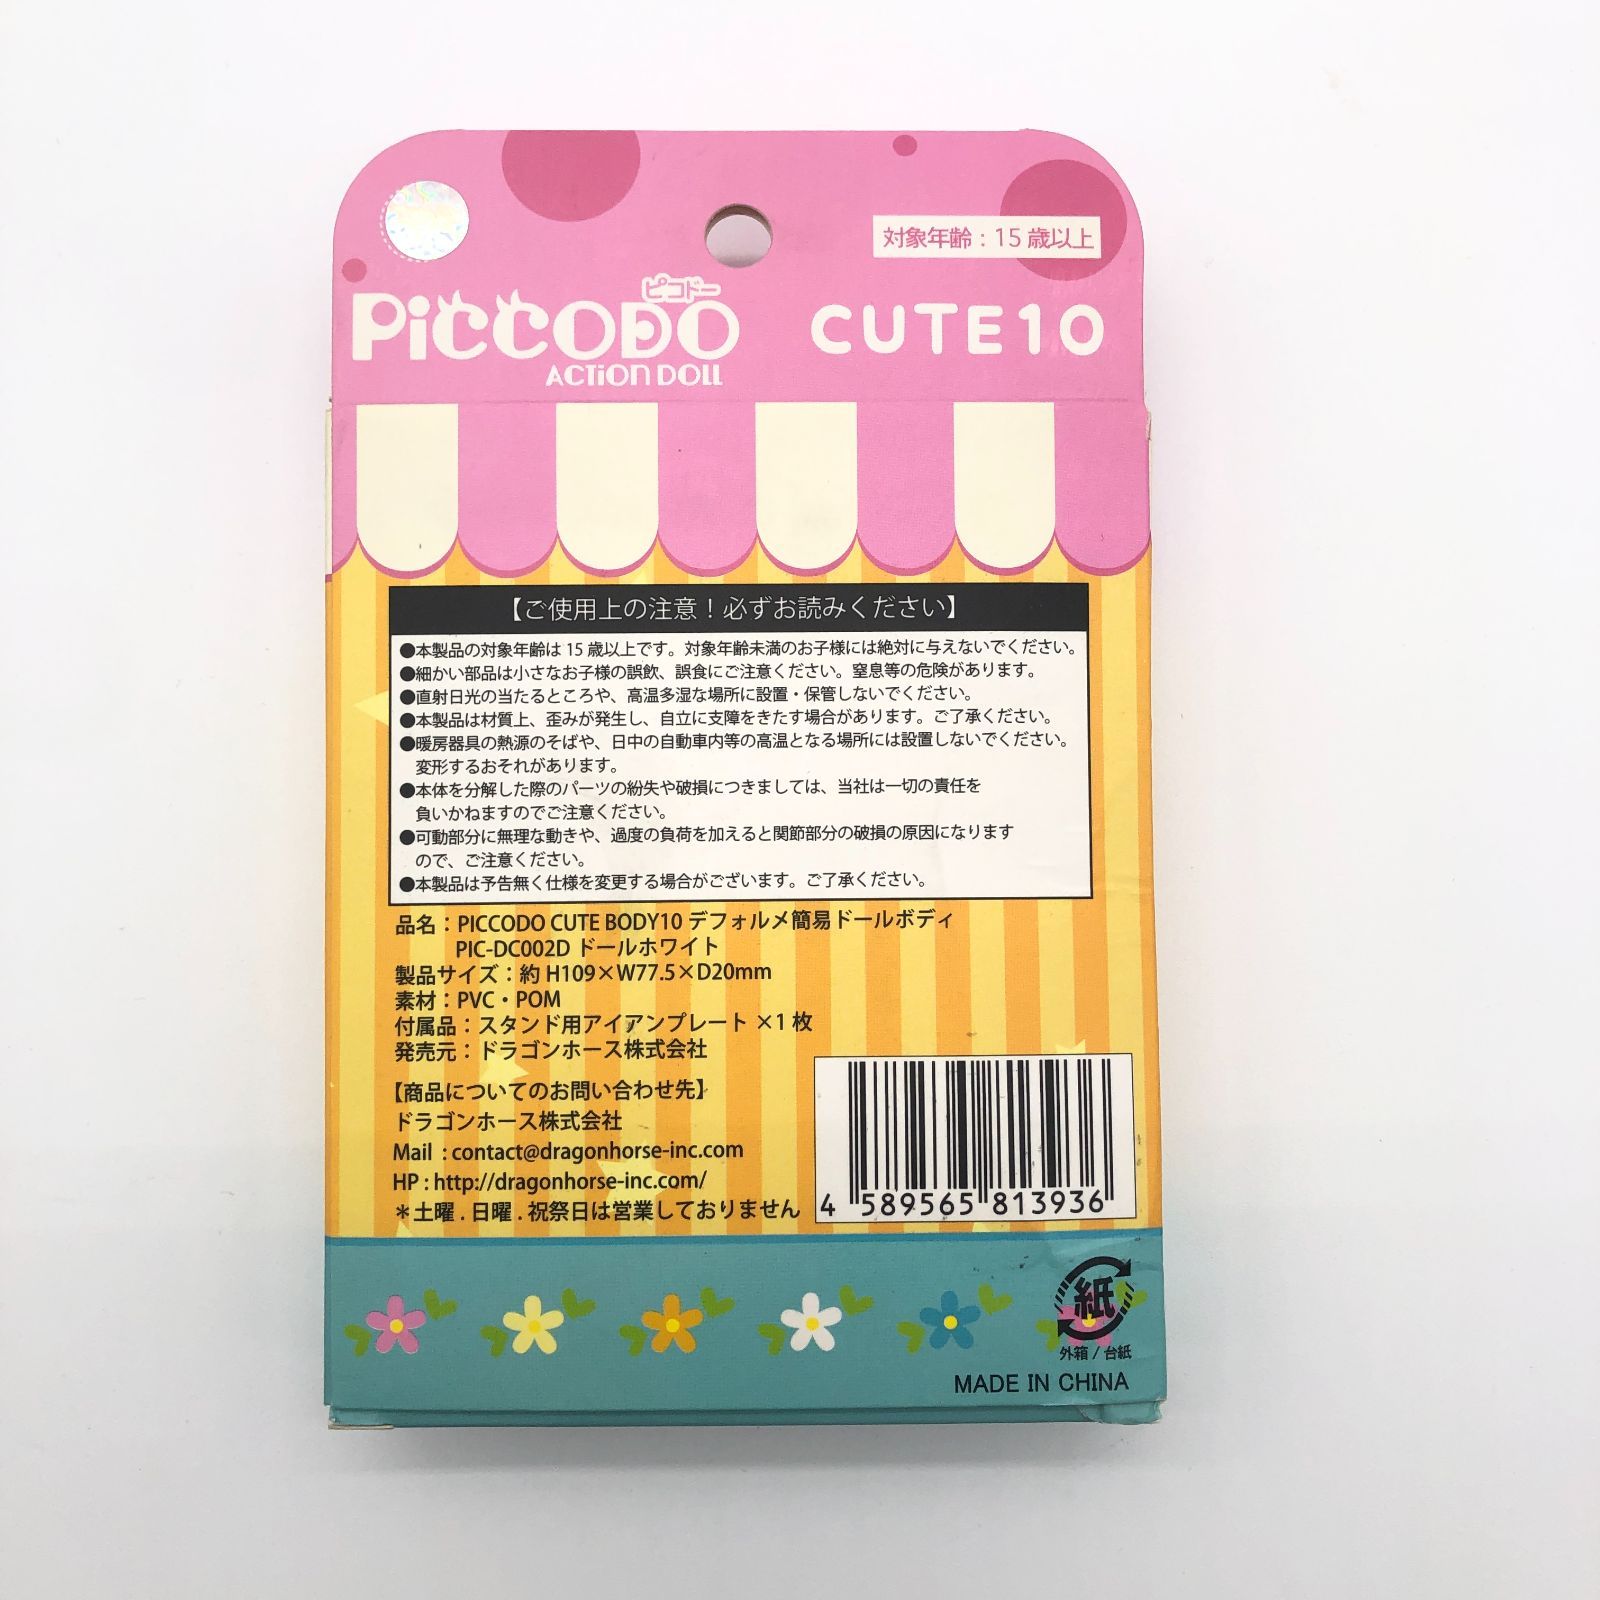 対象年齢：15歳以上
ピコドー
PiCCODO CUTE10
ACTiON DOLL
【ご使用上の注意！必ずお読みください】
●本製品の対象年齢は15歳以上です。対象年齢未満のお子様には絶対に与えないでください。
●細かい部品は小さなお子様の誤飲、誤食にご注意ください。窒息等の危険があります。
●直射日光の当たるところや、高温多湿な場所に設置・保管しないでください。
●本製品は材質上、歪みが発生し、自立に支障をきたす場合があります。ご了承ください。
●暖房器具の熱源のそばや、日中の自動車内等の高温となる場所には設置しないでください。
変形するおそれがあります。
●本体を分解した際のパーツの紛失や破損につきましては、当社は一切の責任を
負いかねますのでご注意ください。
●可動部分に無理な動きや、過度の負荷を加えると関節部分の破損の原因になります
ので、ご注意ください。
●本製品は予告無く仕様を変更する場合がございます。ご了承ください。
品名：PICCODO CUTE BODY10 デフォルメ簡易ドールボディ
PIC-DC002D ドールホワイト
製品サイズ：約 H109×W77.5×D20mm
素材：PVC・POM
付属品：スタンド用アイアンプレート ×1枚
発売元：ドラゴンホース株式会社
【商品についてのお問い合わせ先】
ドラゴンホース株式会社
Mail : contact@dragonhorse-inc.com
HP : http://dragonhorse-inc.com/
＊土曜．日曜．祝祭日は営業しておりません
4 589565 813936
紙
外箱 / 台紙
MADE IN CHINA